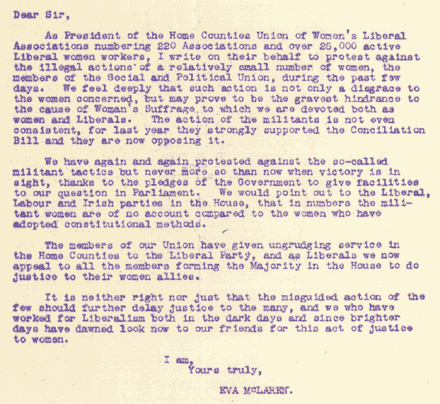 Dear Sir,
As President of the Home Counties Union of Women's Liberal
Associations numbering 220 Associations and over 25,000 active
Liberal women workers, I write on their behalf to protest against
the illegal actions of a relatively small number of women, the
members of the Social and Political Union, during the past few
days. We feel deeply that such action is not only a disgrace to
the women concerned, but may prove to be the gravest hindrance to
the cause of Woman's Suffrage to which we are devoted both as
women and Liberals. The action of the militants is not even
consistent, for last year they strongly supported the Conciliation
Bill and they are now opposing it.
We have again and again protested against the so-called
militant tactics but never more so than now when victory is in
sight, thanks to the pledges of the Government to give facilities
to our question in Parliament. We would point out to the Liberal,
Labour and Irish parties in the House, that in numbers the mili-
tant women are of no account compared to the women who have
adopted constitutional methods.
The members of our Union have given ungrudging service in
the Home Counties to the Liberal Party, and as Liberals we now
appeal to all the members forming the Majority in the House to do
justice to their women allies.
It is neither right nor just that the misguided action of the
few should further delay justice to the many, and we who have
worked for Liberalism both in the dark days and since brighter
days have dawned look now to our friends for this act of justice
to women.
I am,
Yours truly,
EVA McLAREN.